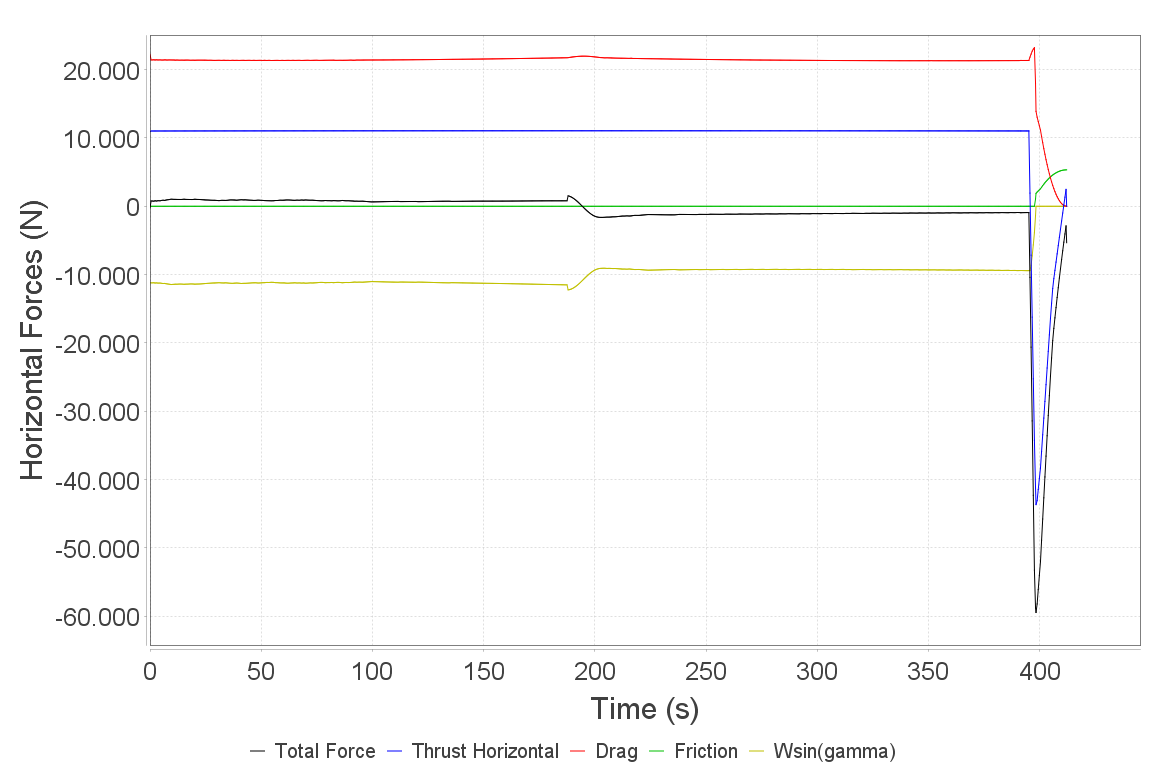 Horizontal Forces (N)
20.000
10.000
0
-10.000
-20.000
-30.000
-40.000
-50.000
-60.000
0 50 100 150 200 250 300 350 400
Time (s)
Total Force Thrust Horizontal Drag Friction Wsin(gamma)